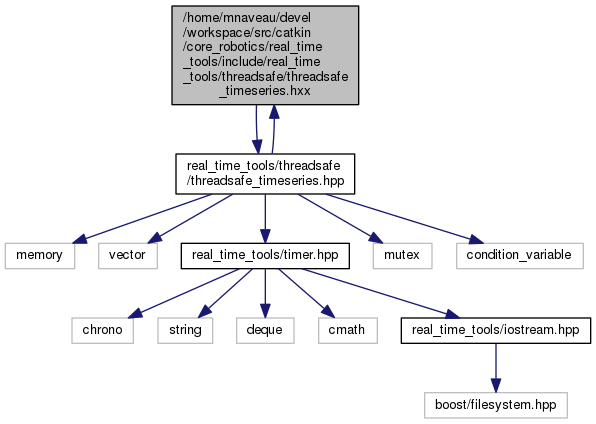 /home/mnaveau/devel
/workspace/src/catkin
/core_robotics/real_time
_tools/include/real_time
_tools/threadsafe/threadsafe
_timeseries.hxx
real_time_tools/threadsafe
/threadsafe_timeseries.hpp
memory
vector
real_time_tools/timer.hpp
mutex
condition_variable
chrono
string
deque
cmath
real_time_tools/iostream.hpp
boost/filesystem.hpp